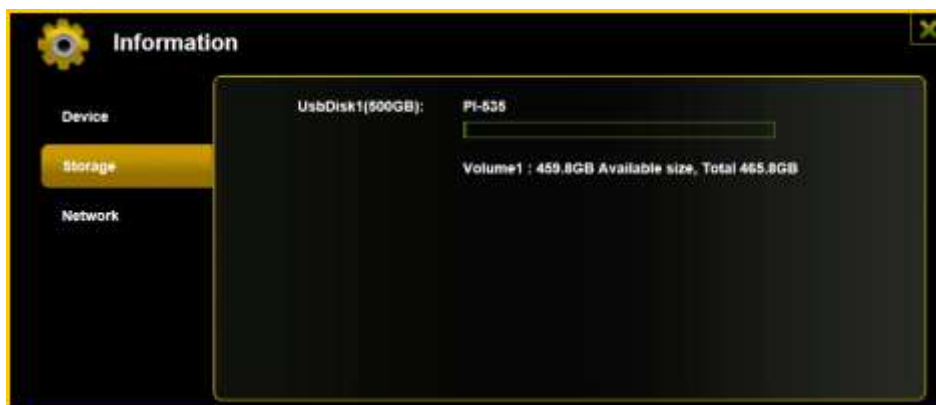 Information
Device
Storage
Network
UsbDisk1(500GB): PI-535
Volume1 : 459.8GB Available size, Total 465.8GB